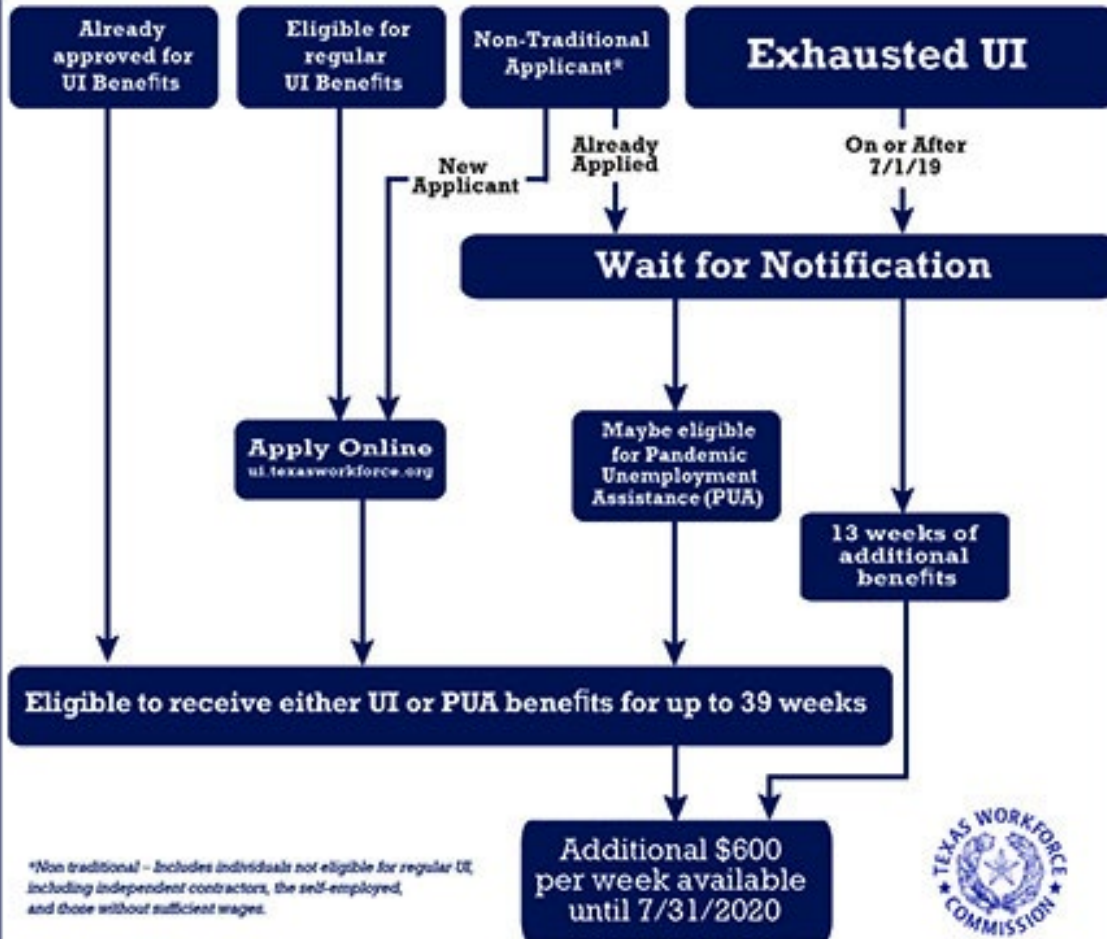 Already
approved for
UI Benefits
Eligible for
regular
UI Benefits
Non-Traditional
Applicant*
Exhausted UI
New
Applicant
Already
Applied
On or After
7/1/19
Wait for Notification
Apply Online
ui.texasworkforce.org
Maybe eligible
for Pandemic
Unemployment
Assistance (PUA)
13 weeks of
additional
benefits
Eligible to receive either UI or PUA benefits for up to 39 weeks
Additional $600
per week available
until 7/31/2020
*Non traditional – Includes individuals not eligible for regular UI,
including independent contractors, the self-employed,
and those without sufficient wages.
TEXAS WORKFORCE
COMMISSION